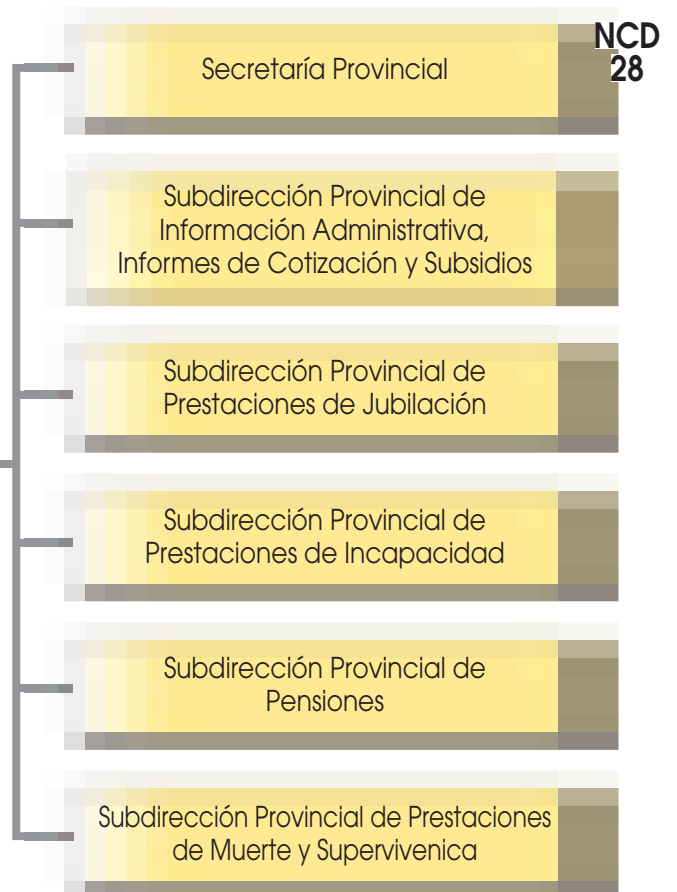 NCD
28
Secretaría Provincial
Subdirección Provincial de
Información Administrativa,
Informes de Cotización y Subsidios
Subdirección Provincial de
Prestaciones de Jubilación
Subdirección Provincial de
Prestaciones de Incapacidad
Subdirección Provincial de
Pensiones
Subdirección Provincial de Prestaciones
de Muerte y Supervivenica